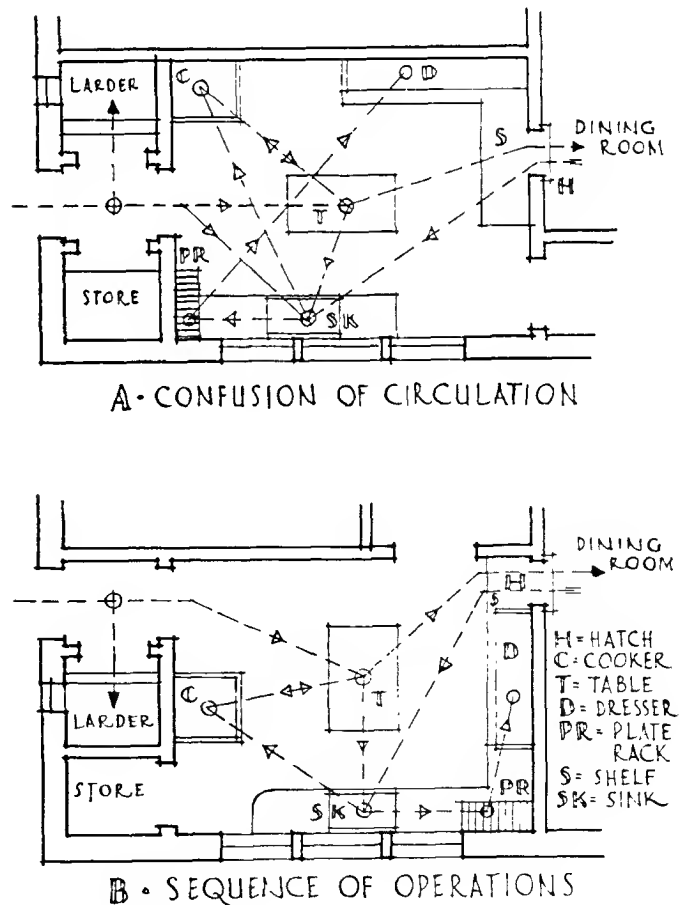 LARDER
C
D
S
DINING
ROOM
H
T
PR
STORE
SK
A · CONFUSION OF CIRCULATION
DINING
ROOM
H
S
D
H = HATCH
C = COOKER
T = TABLE
D = DRESSER
PR = PLATE
RACK
S = SHELF
SK = SINK
C
T
LARDER
STORE
SK
PR
B · SEQUENCE OF OPERATIONS